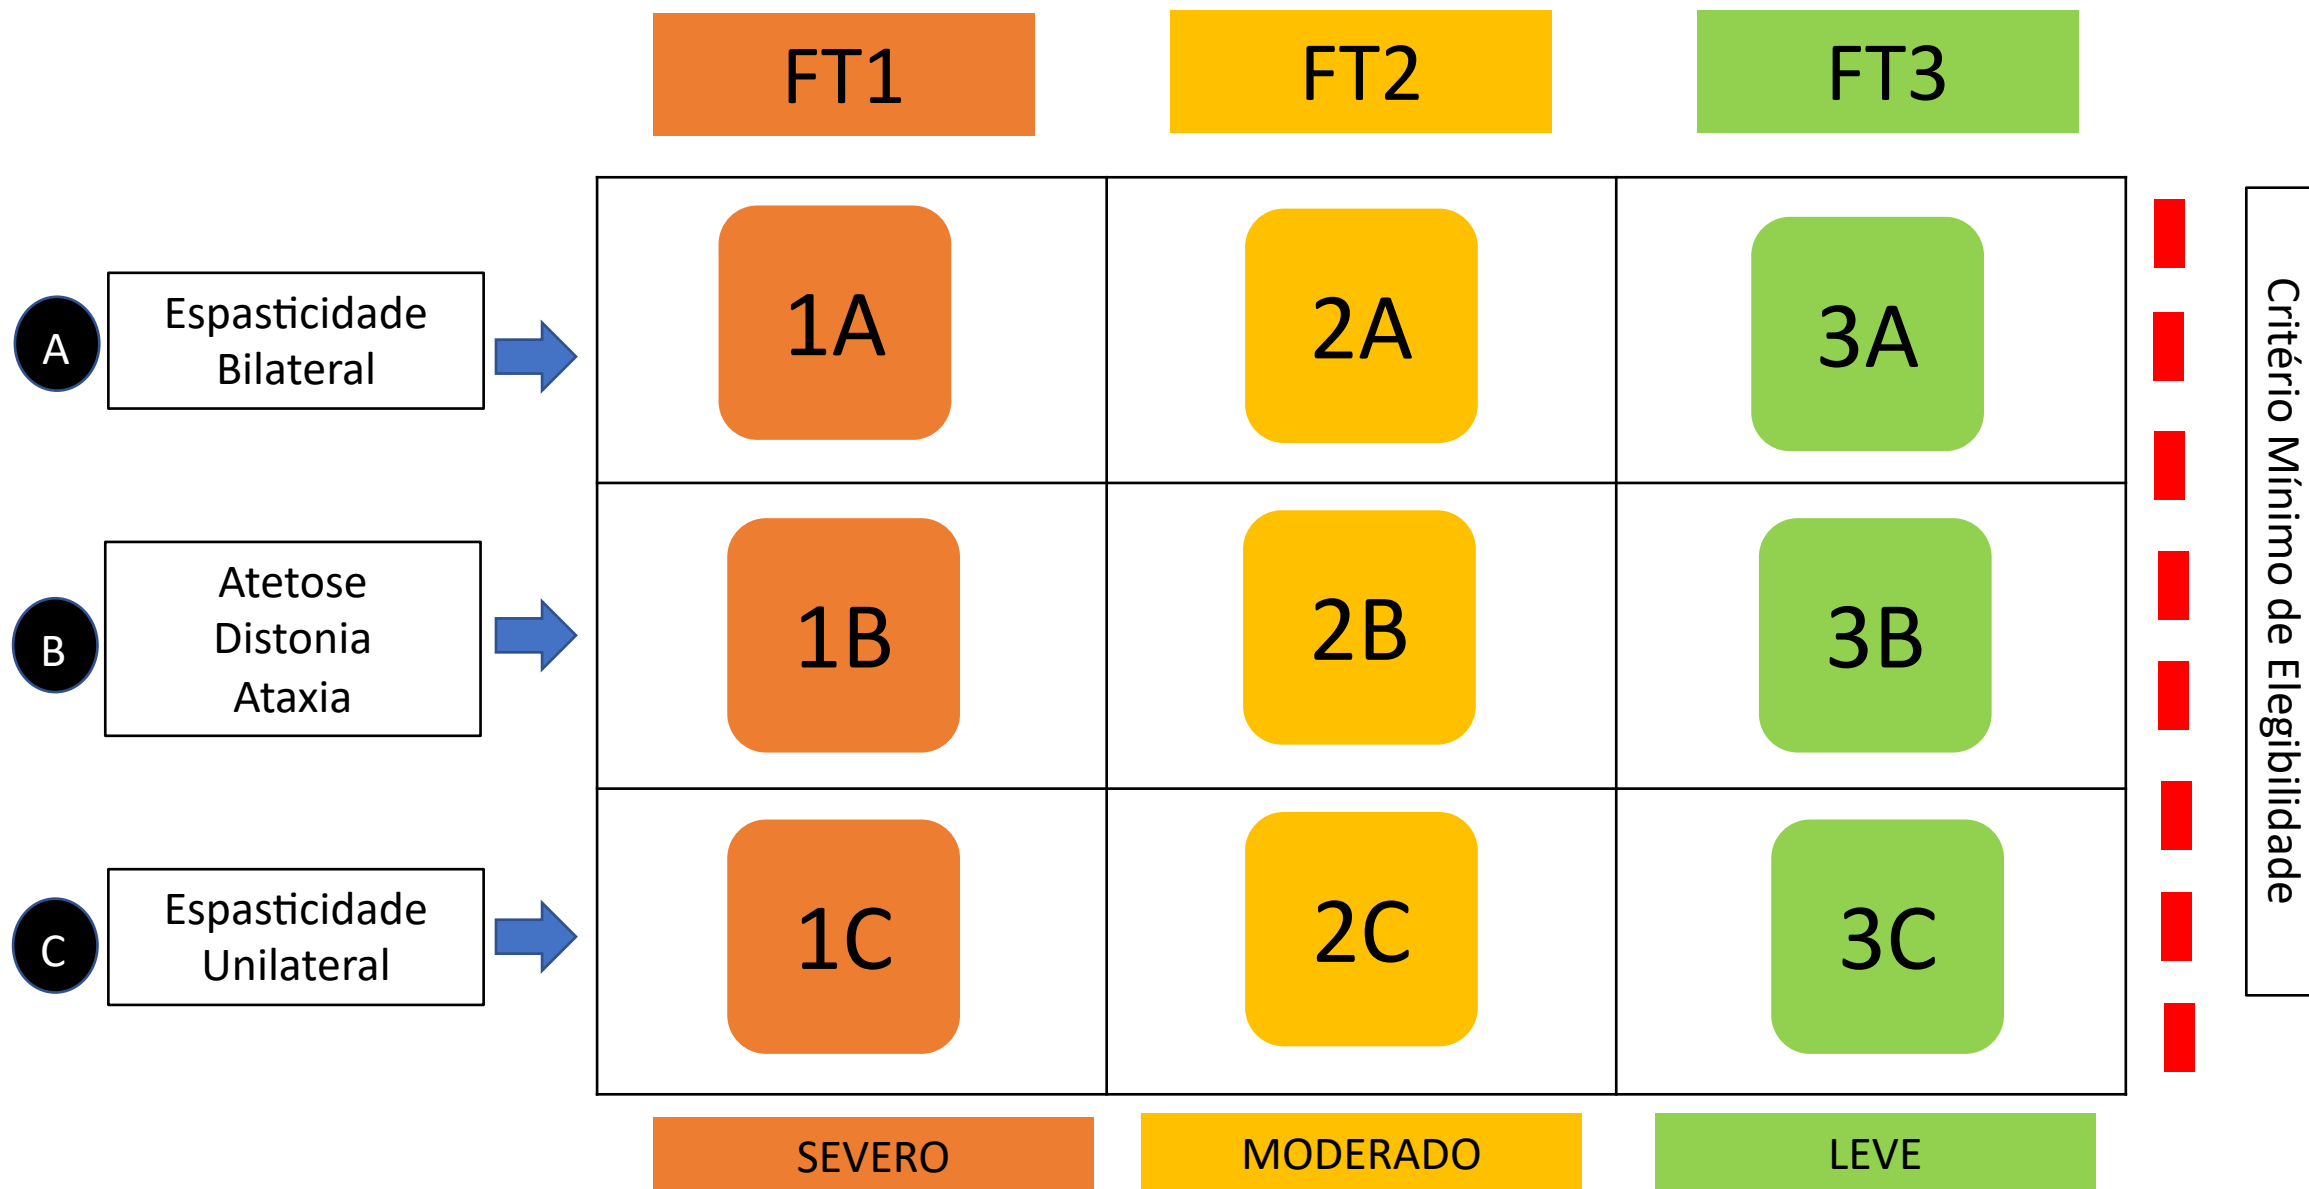 FT1
FT2
FT3
A
Espasticidade
Bilateral
1A
2A
3A
B
Atetose
Distonia
Ataxia
1B
2B
3B
C
Espasticidade
Unilateral
1C
2C
3C
SEVERO
MODERADO
LEVE
Critério Mínimo de Elegibilidade